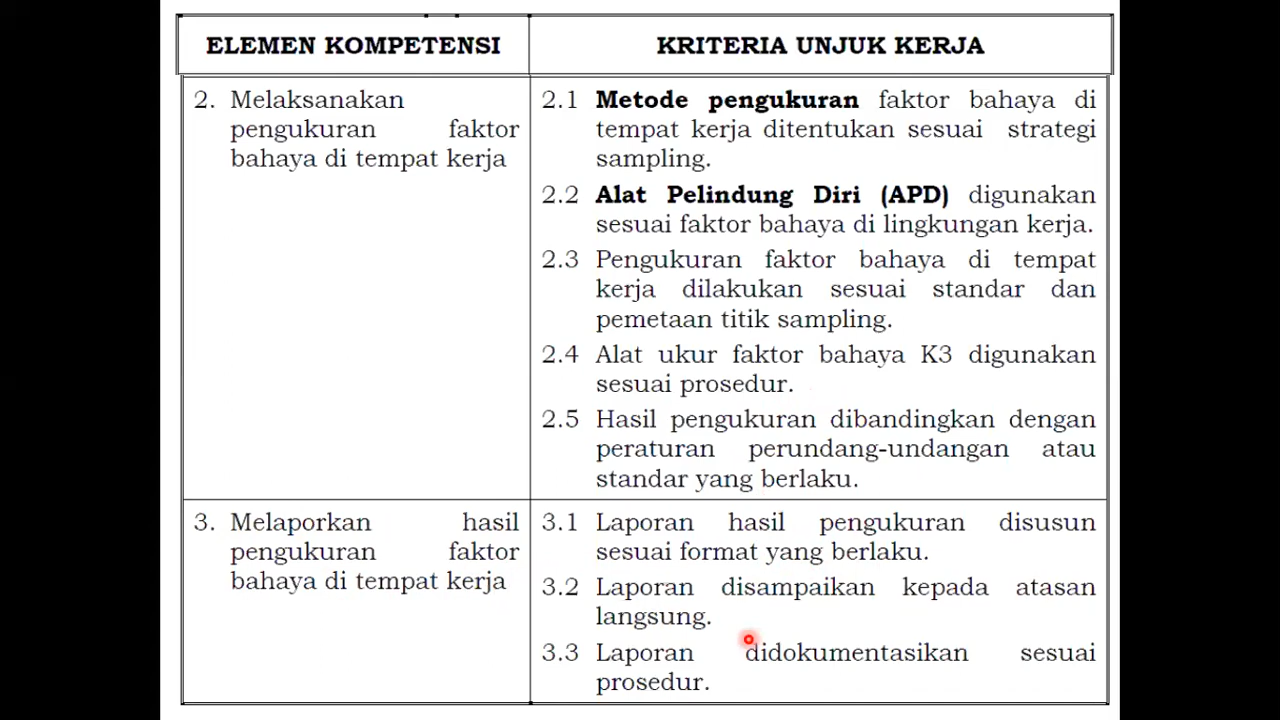 ELEMEN KOMPETENSI
KRITERIA UNJUK KERJA
2. Melaksanakan
pengukuran faktor
bahaya di tempat kerja
2.1 Metode pengukuran faktor bahaya di
tempat kerja ditentukan sesuai strategi
sampling.
2.2 Alat Pelindung Diri (APD) digunakan
sesuai faktor bahaya di lingkungan kerja.
2.3 Pengukuran faktor bahaya di tempat
kerja dilakukan sesuai standar dan
pemetaan titik sampling.
2.4 Alat ukur faktor bahaya K3 digunakan
sesuai prosedur.
2.5 Hasil pengukuran dibandingkan dengan
peraturan perundang-undangan atau
standar yang berlaku.
3. Melaporkan hasil
pengukuran faktor
bahaya di tempat kerja
3.1 Laporan hasil pengukuran disusun
sesuai format yang berlaku.
3.2 Laporan disampaikan kepada atasan
langsung.
3.3 Laporan didokumentasikan sesuai
prosedur.